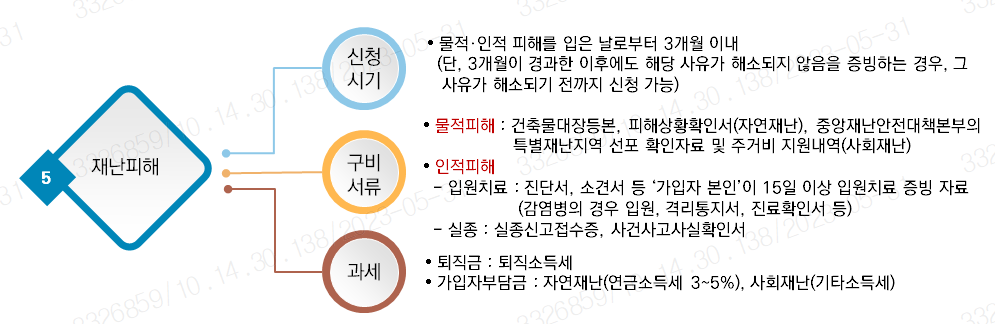 5
재난피해
신청
시기
• 물적·인적 피해를 입은 날로부터 3개월 이내
(단, 3개월이 경과한 이후에도 해당 사유가 해소되지 않음을 증빙하는 경우, 그
사유가 해소되기 전까지 신청 가능)
구비
서류
• 물적피해 : 건축물대장등본, 피해상황확인서(자연재난), 중앙재난안전대책본부의
특별재난지역 선포 확인자료 및 주거비 지원내역(사회재난)
• 인적피해
– 입원치료 : 진단서, 소견서 등 ‘가입자 본인’이 15일 이상 입원치료 증빙 자료
(감염병의 경우 입원, 격리통지서, 진료확인서 등)
– 실종 : 실종신고접수증, 사건사고사실확인서
과세
• 퇴직금 : 퇴직소득세
• 가입자부담금 : 자연재난(연금소득세 3~5%), 사회재난(기타소득세)
3326859/10.14.30.138/2023-05-31